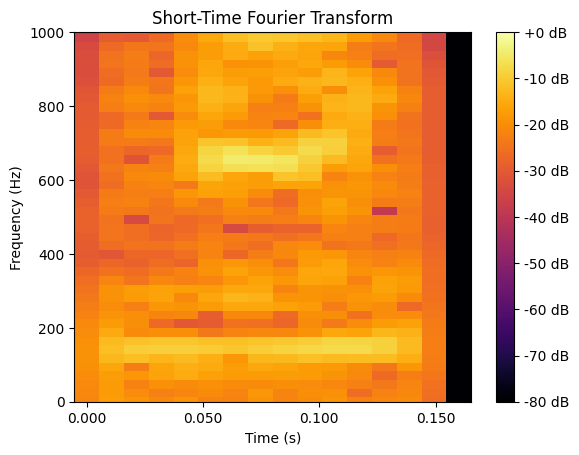 Short-Time Fourier Transform
1000
800
600
400
200
0
Frequency (Hz)
0.000
0.050
0.100
0.150
Time (s)
+0 dB
-10 dB
-20 dB
-30 dB
-40 dB
-50 dB
-60 dB
-70 dB
-80 dB